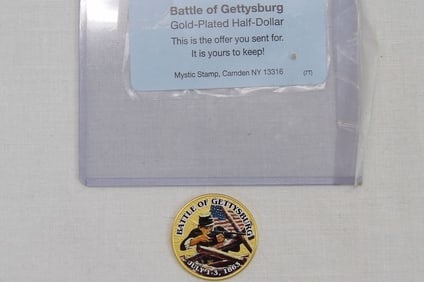 Battle of Gettysburg
Gold-Plated Half-Dollar
This is the offer you sent for.
It is yours to keep!
Mystic Stamp, Camden NY 13316
(7T)
BATTLE OF GETTYSBURG
JULY 1-3, 1863